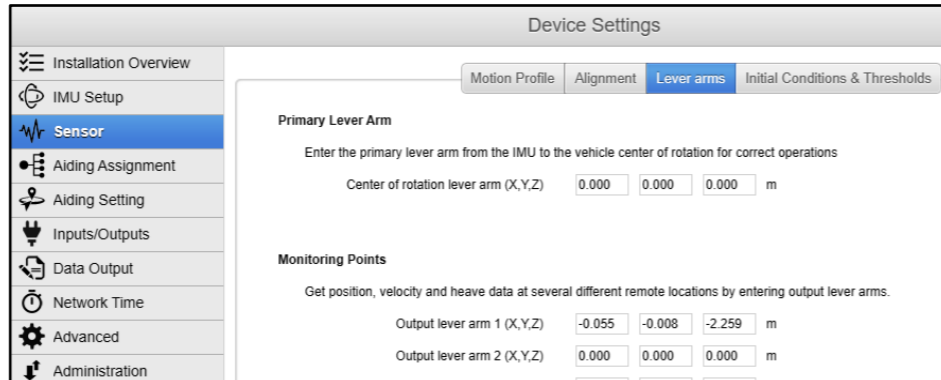 Device Settings
Installation Overview
IMU Setup
Sensor
Aiding Assignment
Aiding Setting
Inputs/Outputs
Data Output
Network Time
Advanced
Administration
Motion Profile Alignment Lever arms Initial Conditions & Thresholds
Primary Lever Arm
Enter the primary lever arm from the IMU to the vehicle center of rotation for correct operations
Center of rotation lever arm (X,Y,Z) 0.000 0.000 0.000 m
Monitoring Points
Get position, velocity and heave data at several different remote locations by entering output lever arms.
Output lever arm 1 (X,Y,Z) -0.055 -0.008 -2.259 m
Output lever arm 2 (X,Y,Z) 0.000 0.000 0.000 m